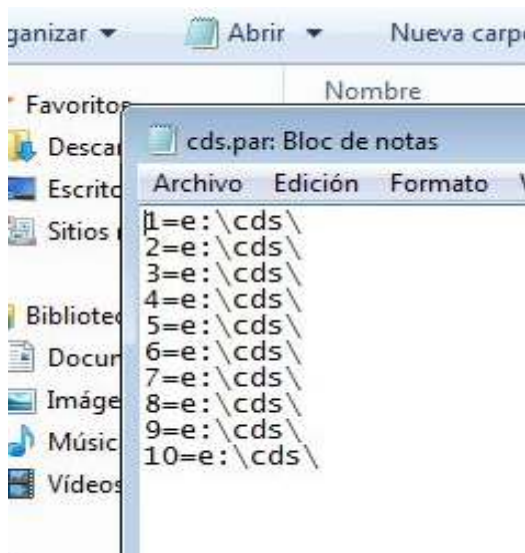 ganizar
Abrir
Nueva carp
Nombre
Favoritos
Descar
Escrito
Sitios
Bibliotec
Docum
Imáge
Músic
Vídeos
cds.par: Bloc de notas
Archivo Edición Formato V
1=e:\cds\
2=e:\cds\
3=e:\cds\
4=e:\cds\
5=e:\cds\
6=e:\cds\
7=e:\cds\
8=e:\cds\
9=e:\cds\
10=e:\cds\